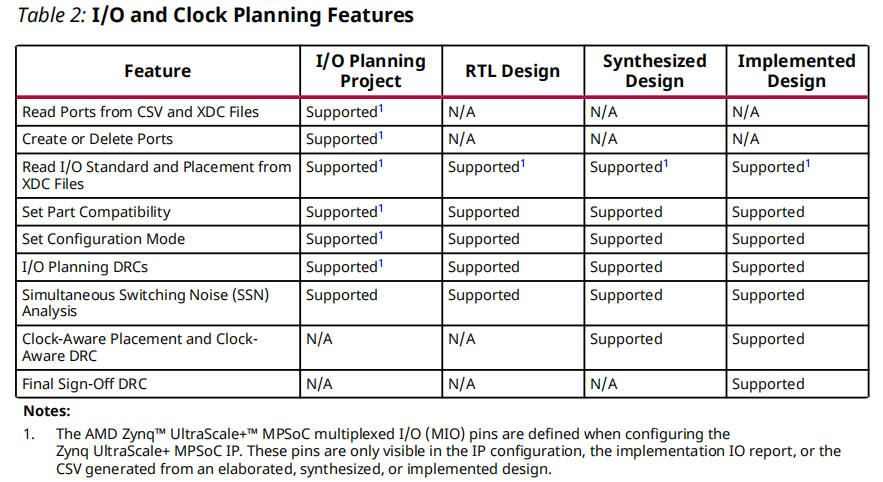 Table 2: I/O and Clock Planning Features
Feature
I/O Planning
Project
RTL Design
Synthesized
Design
Implemented
Design
Read Ports from CSV and XDC Files
Supported1
N/A
N/A
N/A
Create or Delete Ports
Supported1
N/A
N/A
N/A
Read I/O Standard and Placement from
XDC Files
Supported1
Supported1
Supported1
Supported1
Set Part Compatibility
Supported1
Supported
Supported
Supported
Set Configuration Mode
Supported1
Supported
Supported
Supported
I/O Planning DRCs
Supported1
Supported
Supported
Supported
Simultaneous Switching Noise (SSN)
Analysis
Supported
Supported
Supported
Supported
Clock-Aware Placement and Clock-
Aware DRC
N/A
N/A
Supported
Supported
Final Sign-Off DRC
N/A
N/A
N/A
Supported
Notes:
1. The AMD Zynq™ UltraScale+™ MPSoC multiplexed I/O (MIO) pins are defined when configuring the
Zynq UltraScale+ MPSoC IP. These pins are only visible in the IP configuration, the implementation IO report, or the
CSV generated from an elaborated, synthesized, or implemented design.